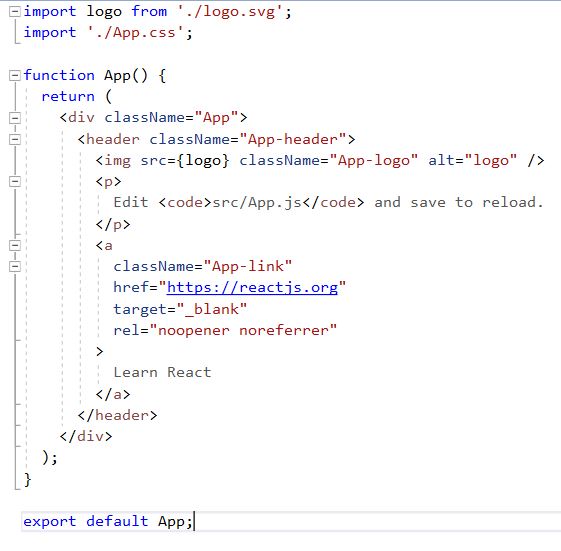 import logo from './logo.svg';
import './App.css';

function App() {
  return (
    <div className="App">
      <header className="App-header">
        <img src={logo} className="App-logo" alt="logo" />
        <p>
          Edit <code>src/App.js</code> and save to reload.
        </p>
        <a
          className="App-link"
          href="https://reactjs.org"
          target="_blank"
          rel="noopener noreferrer"
        >
          Learn React
        </a>
      </header>
    </div>
  );
}

export default App;